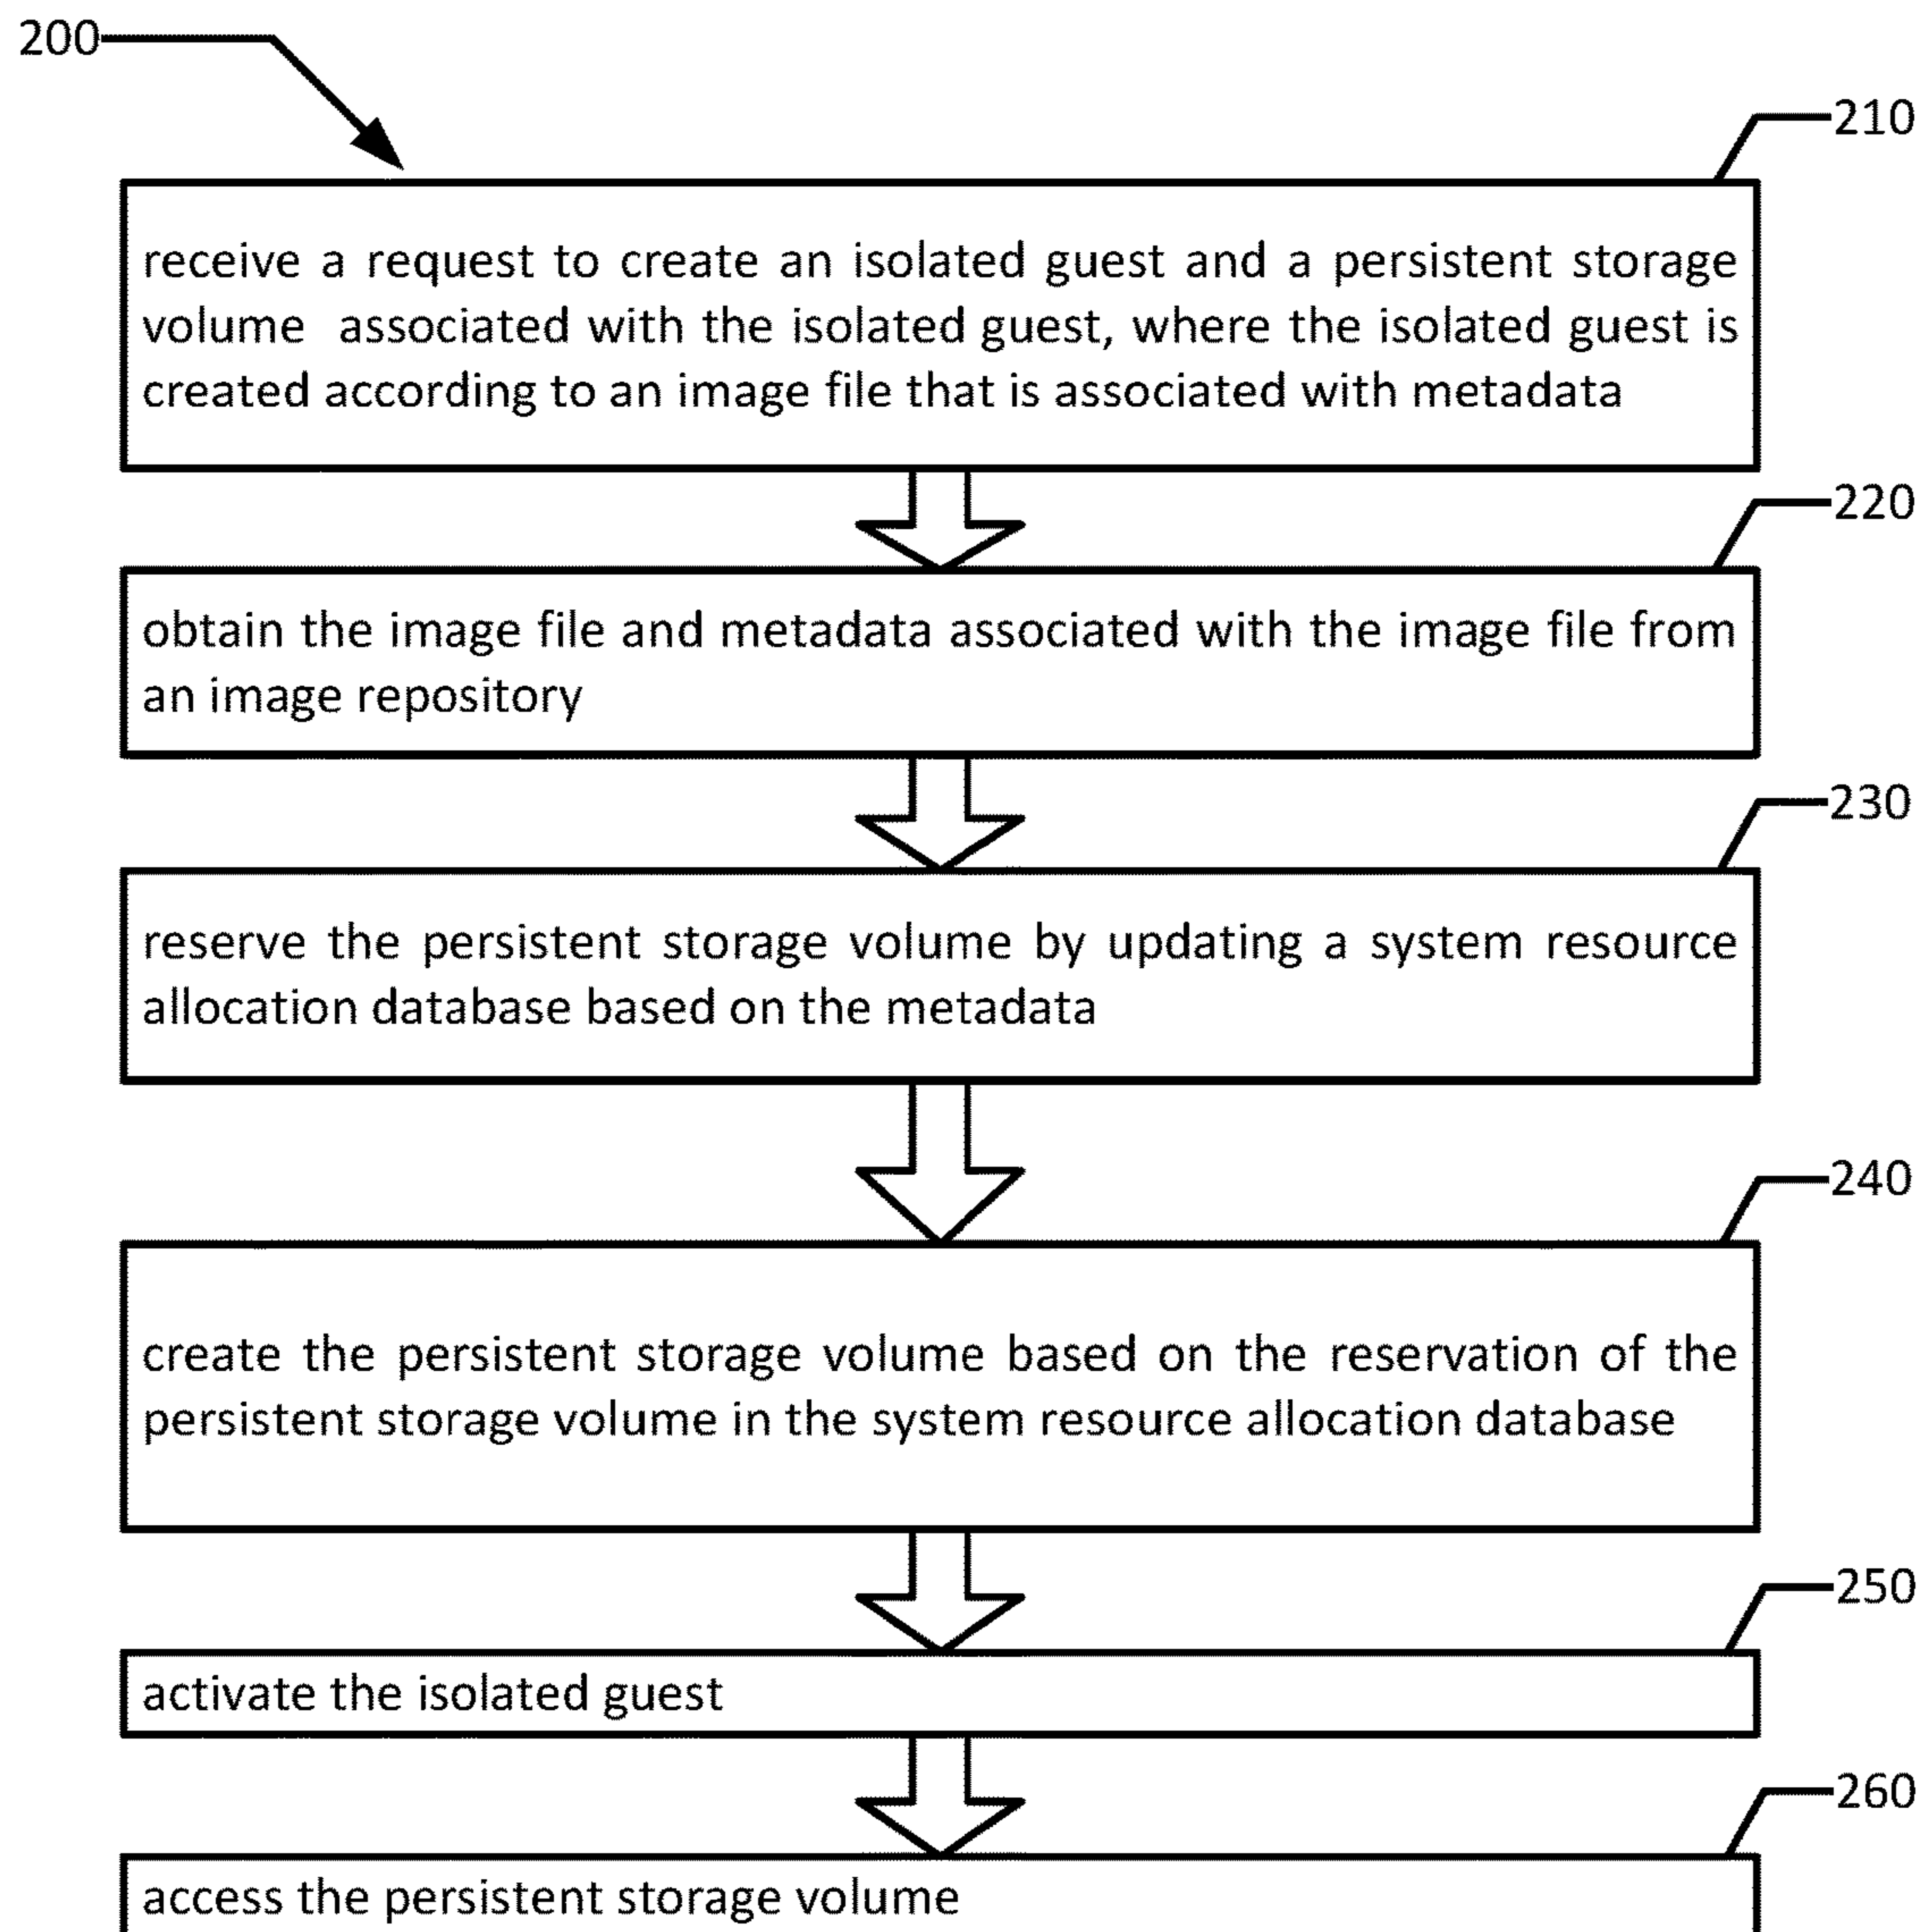 200
210
receive a request to create an isolated guest and a persistent storage
volume associated with the isolated guest, where the isolated guest is
created according to an image file that is associated with metadata
220
obtain the image file and metadata associated with the image file from
an image repository
230
reserve the persistent storage volume by updating a system resource
allocation database based on the metadata
240
create the persistent storage volume based on the reservation of the
persistent storage volume in the system resource allocation database
250
activate the isolated guest
260
access the persistent storage volume